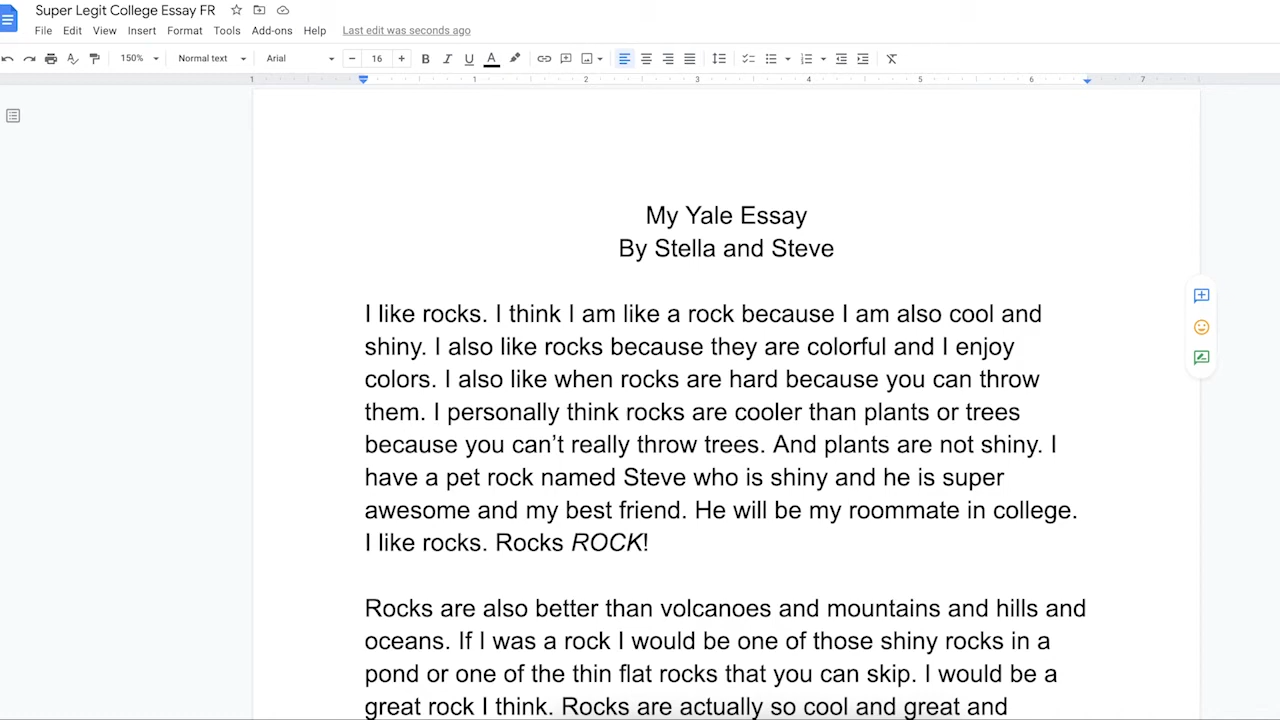 Super Legit College Essay FR
File Edit View Insert Format Tools Add-ons Help Last edit was seconds ago
150% Normal text Arial − 16 + B I U A
1 1 2 3 4 5 6 7
My Yale Essay
By Stella and Steve
I like rocks. I think I am like a rock because I am also cool and
shiny. I also like rocks because they are colorful and I enjoy
colors. I also like when rocks are hard because you can throw
them. I personally think rocks are cooler than plants or trees
because you can’t really throw trees. And plants are not shiny. I
have a pet rock named Steve who is shiny and he is super
awesome and my best friend. He will be my roommate in college.
I like rocks. Rocks ROCK!
Rocks are also better than volcanoes and mountains and hills and
oceans. If I was a rock I would be one of those shiny rocks in a
pond or one of the thin flat rocks that you can skip. I would be a
great rock I think. Rocks are actually so cool and great and